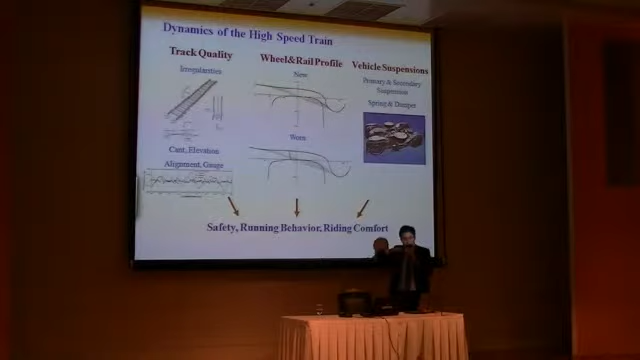 Dynamics of the High Speed Train
Track Quality
Irregularities
Cant, Elevation
Alignment, Gauge
Wheel&Rail Profile
New
Worn
Vehicle Suspensions
Primary & Secondary
Suspension
Spring & Damper
Safety, Running Behavior, Riding Comfort